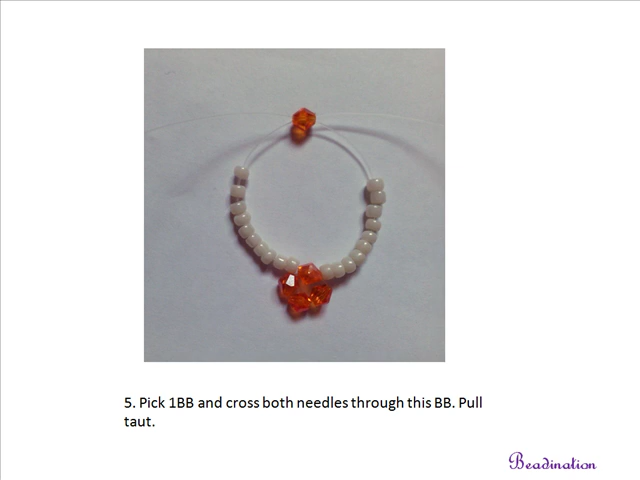 5. Pick 1BB and cross both needles through this BB. Pull
taut.
Beadination